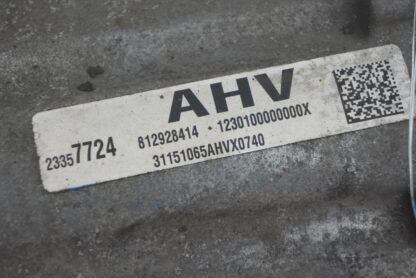 AHV
23357724 812928414 · 1230100000000X
31151065AHVX0740